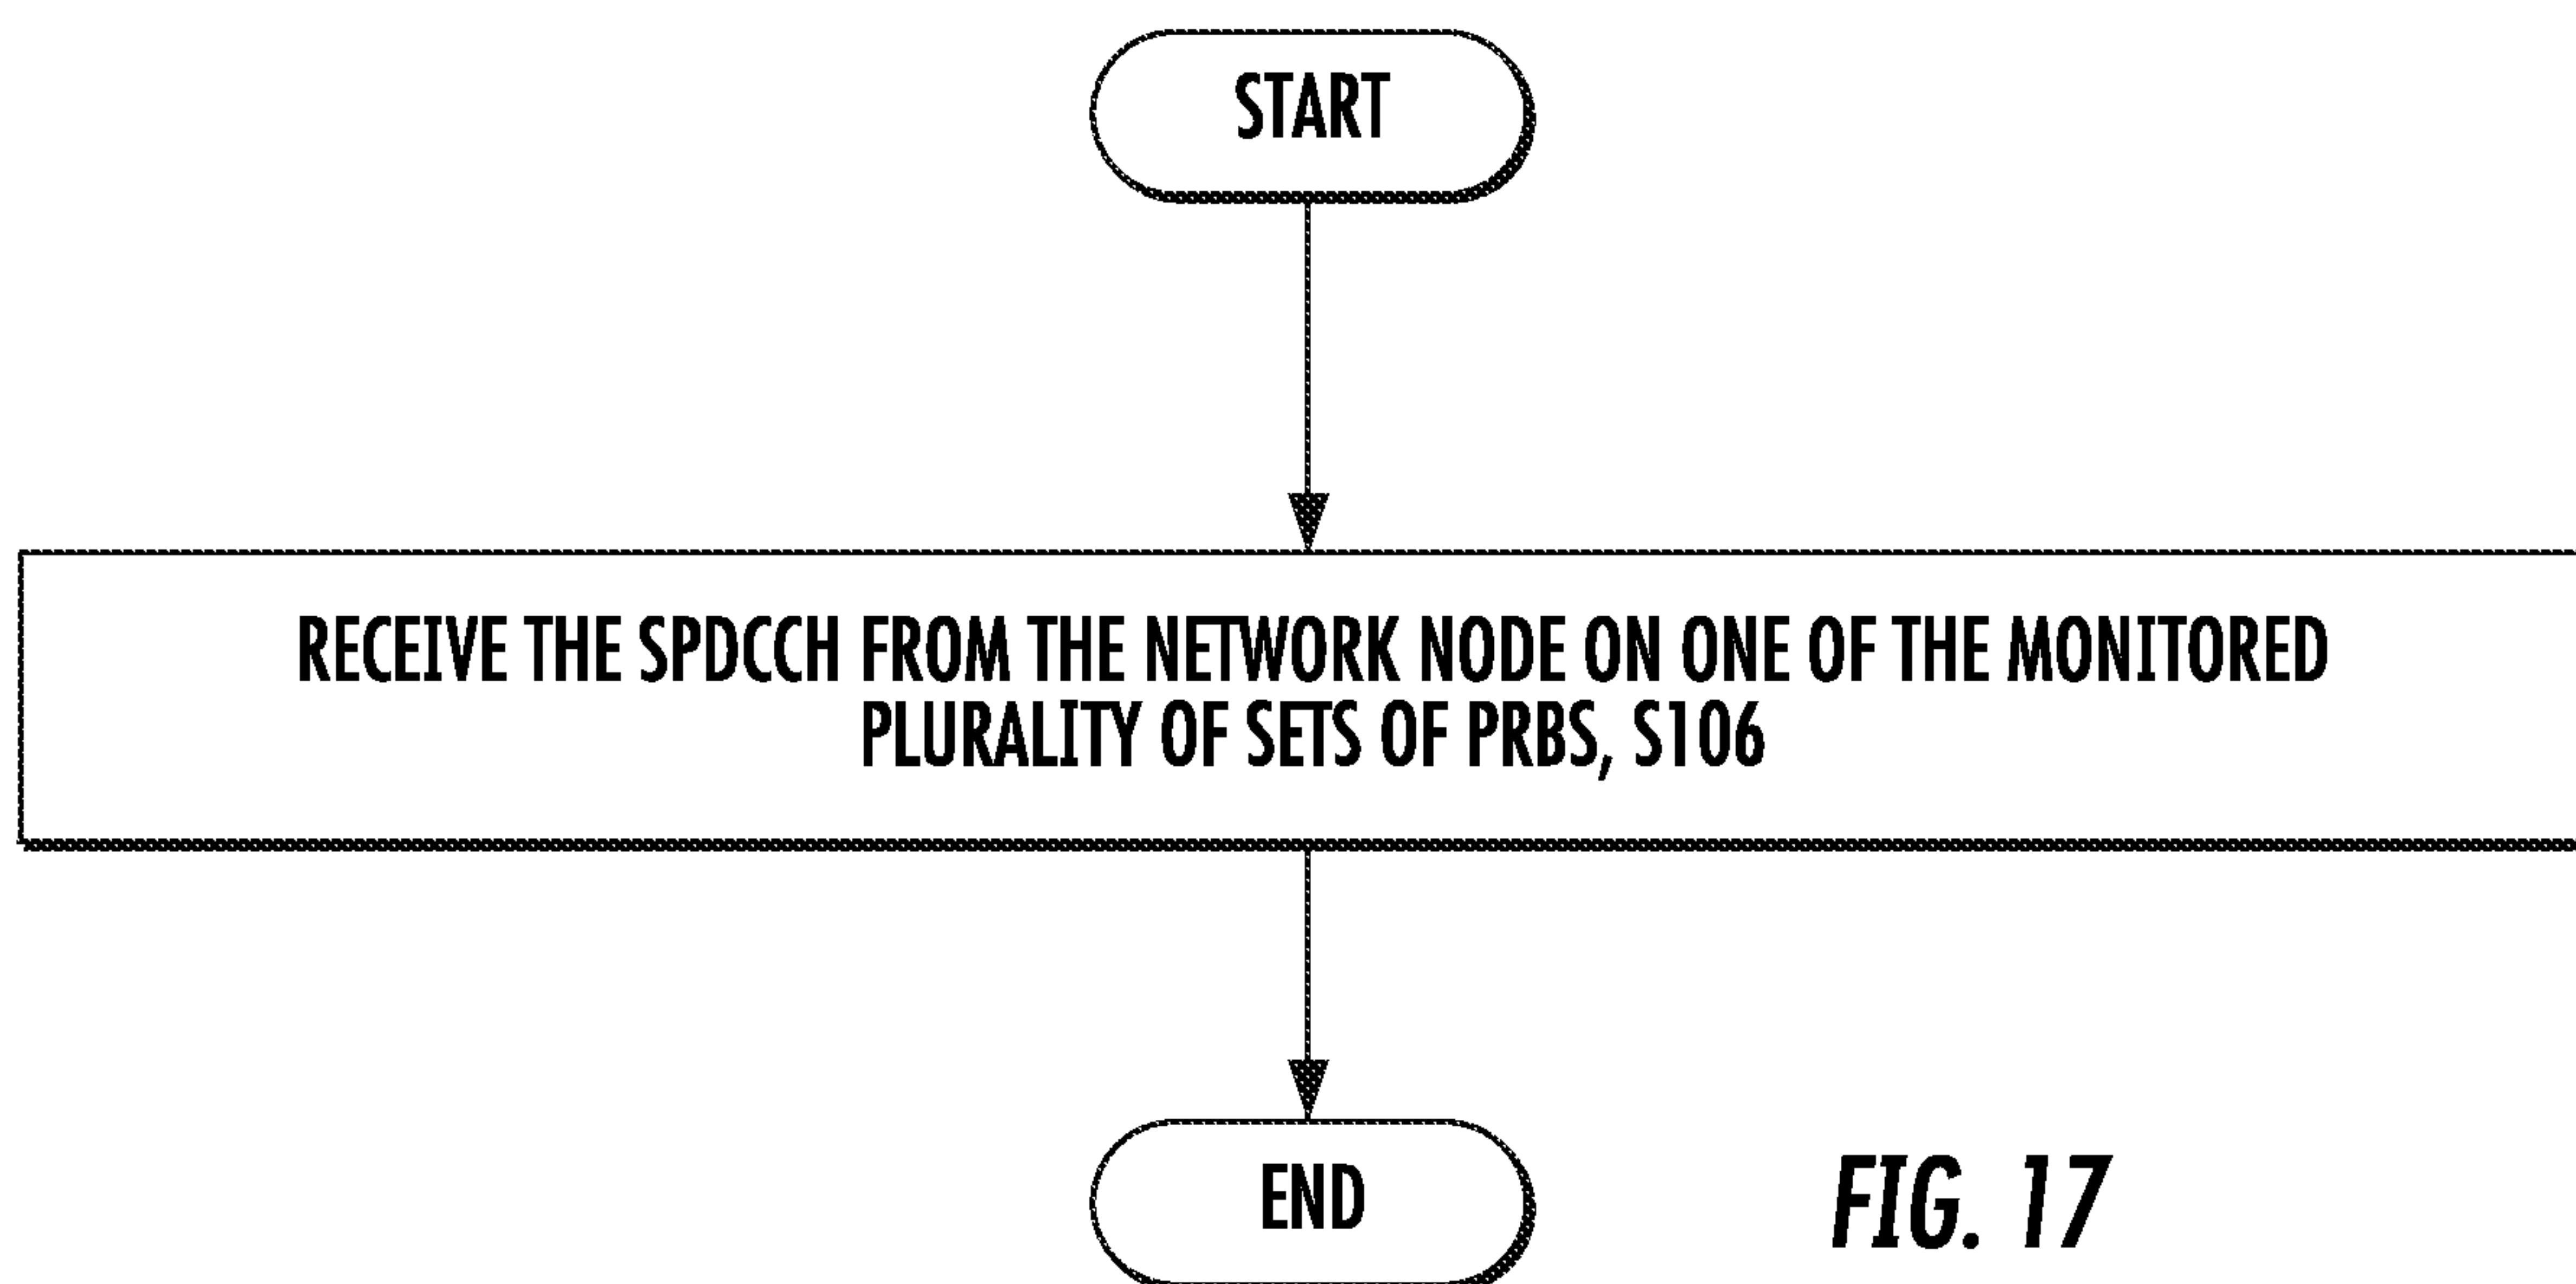 START
RECEIVE THE SPDCCH FROM THE NETWORK NODE ON ONE OF THE MONITORED
PLURALITY OF SETS OF PRBS, S106
END
FIG. 17